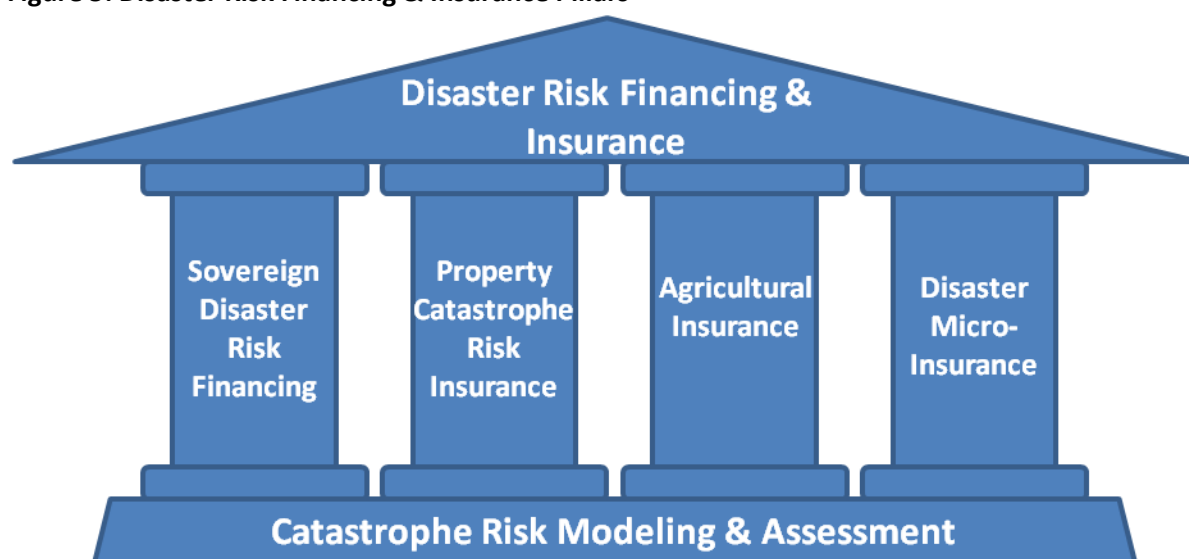 Disaster Risk Financing &
Insurance
Sovereign
Disaster
Risk
Financing
Property
Catastrophe
Risk
Insurance
Agricultural
Insurance
Disaster
Micro-
Insurance
Catastrophe Risk Modeling & Assessment